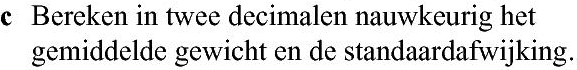 c Bereken in twee decimalen nauwkeurig het
gemiddelde gewicht en de standaardafwijking.